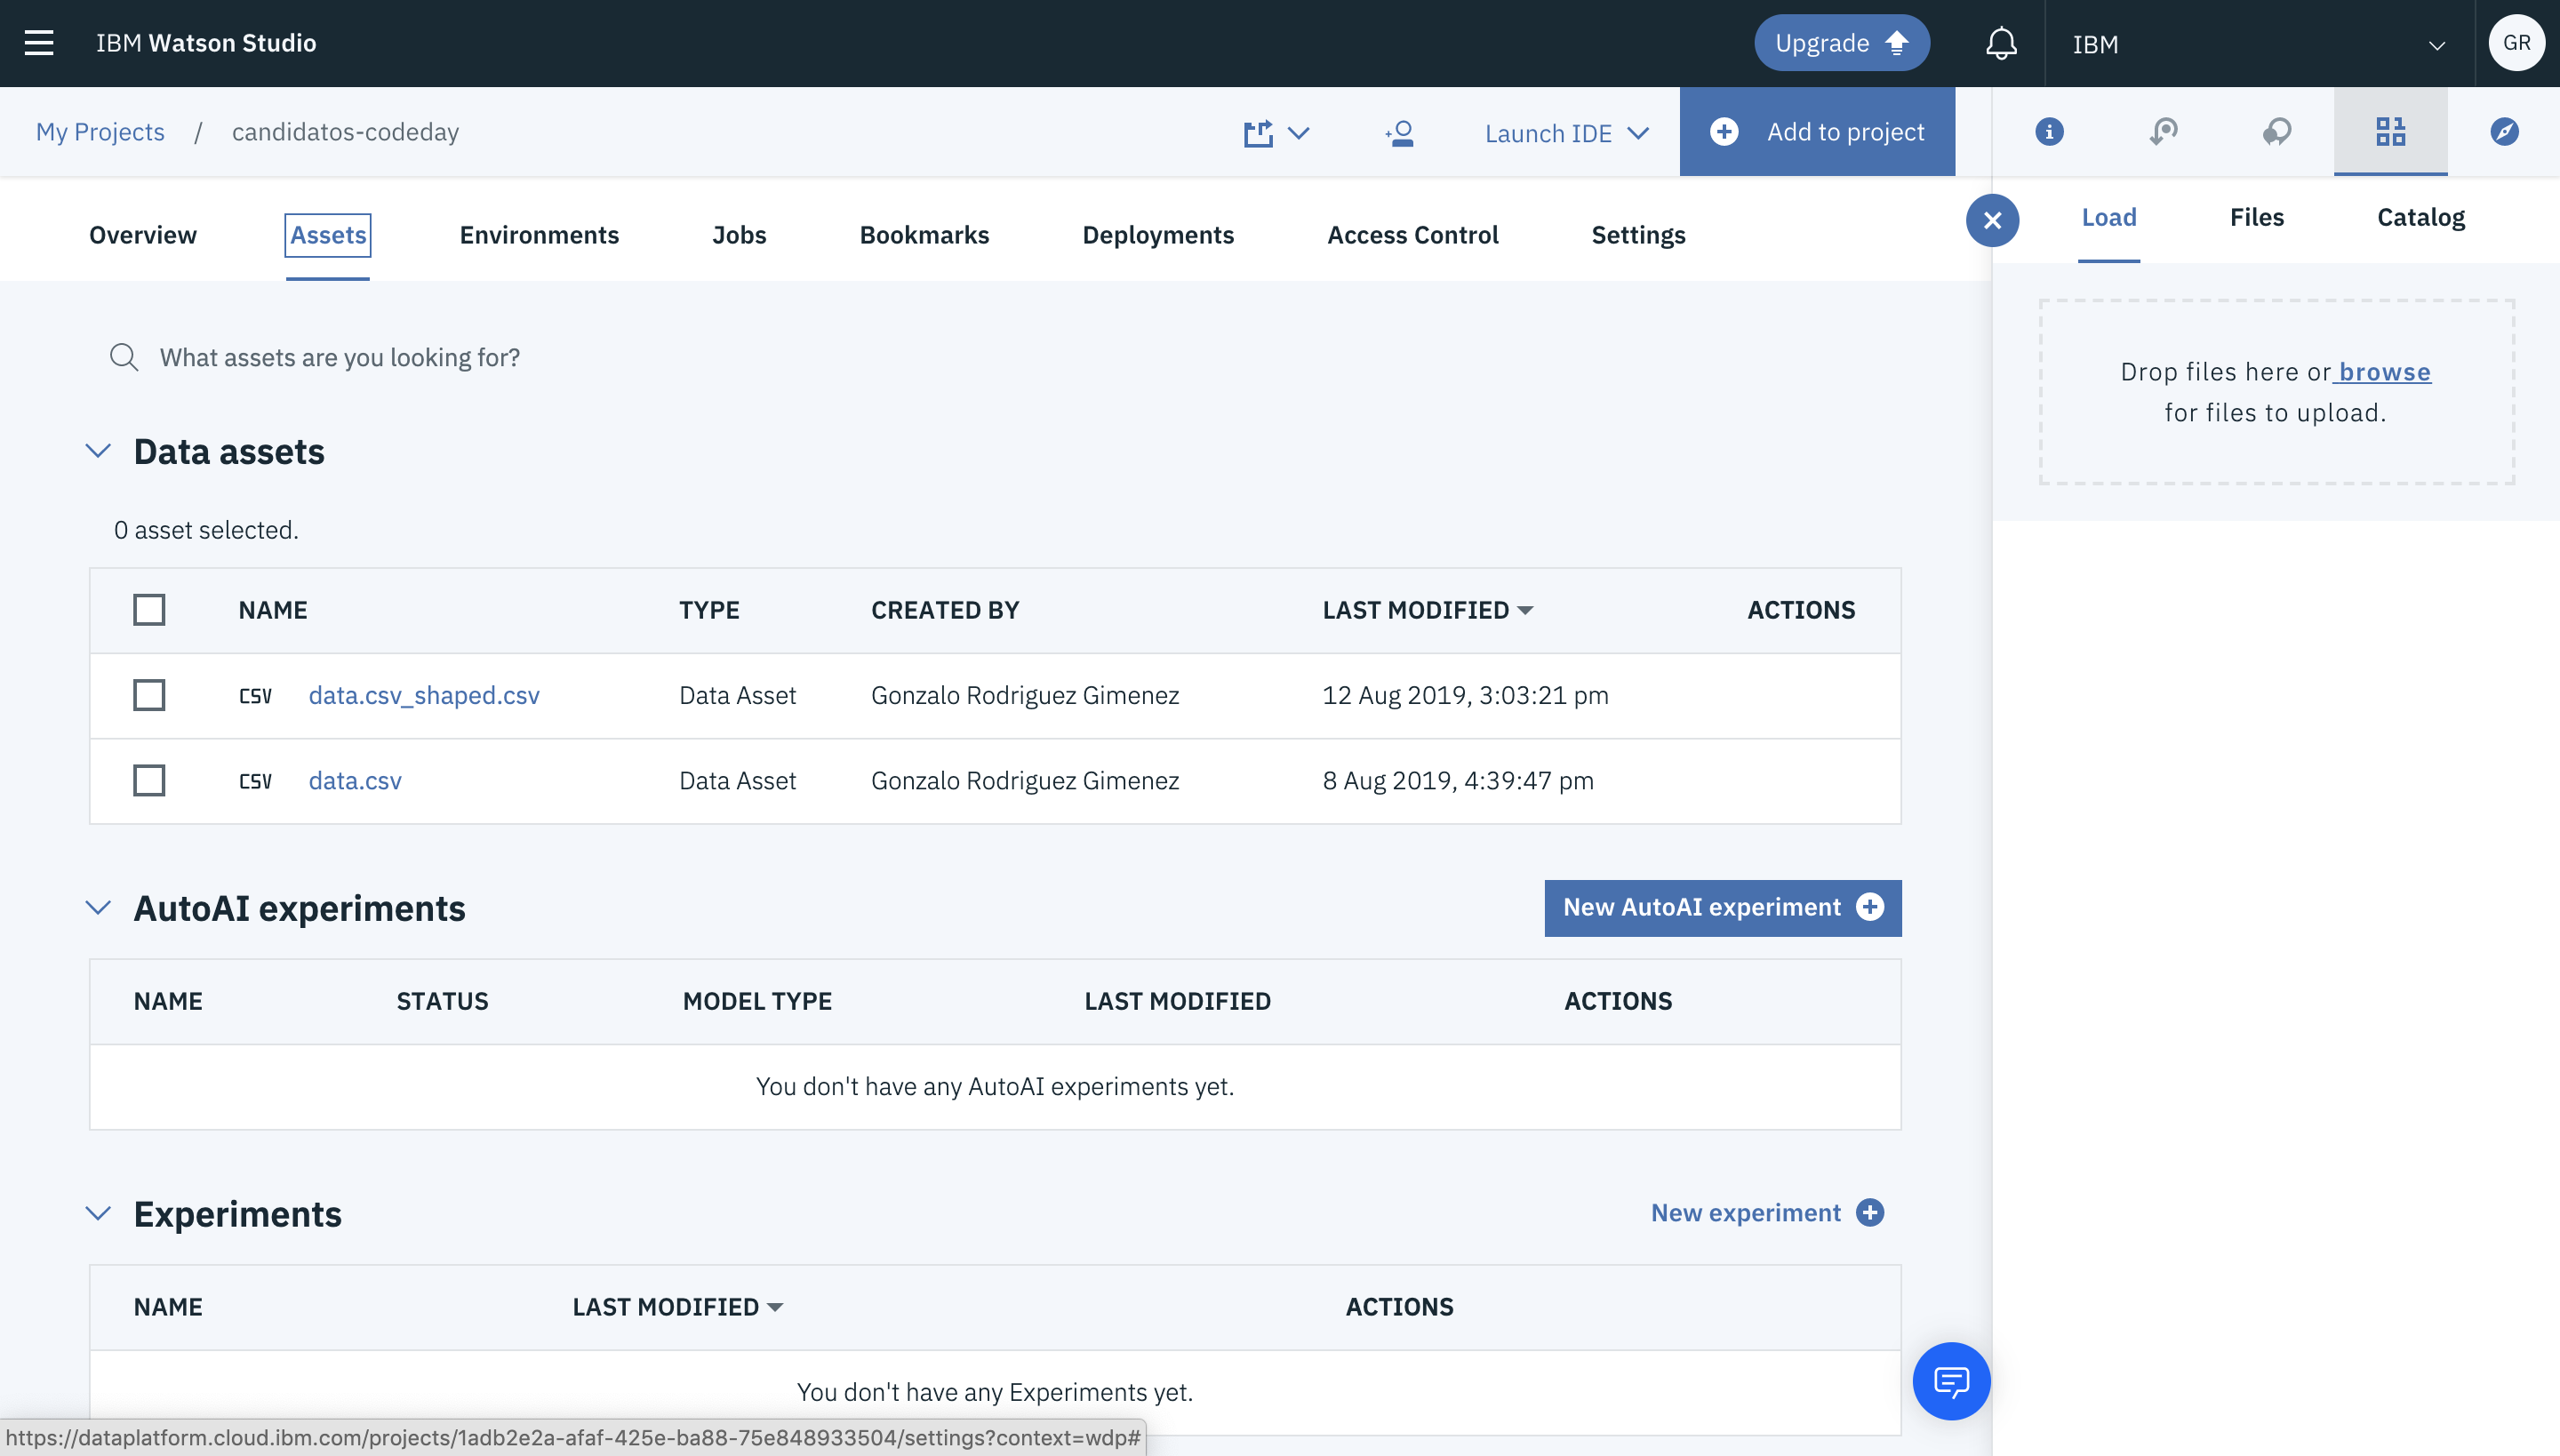 IBM Watson Studio
Upgrade
IBM
GR
My Projects / candidatos-codeday
Launch IDE
Add to project
Overview
Assets
Environments
Jobs
Bookmarks
Deployments
Access Control
Settings
Load
Files
Catalog
Drop files here or browse
for files to upload.
What assets are you looking for?
Data assets
0 asset selected.
NAME TYPE CREATED BY LAST MODIFIED ACTIONS
CSV data.csv_shaped.csv Data Asset Gonzalo Rodriguez Gimenez 12 Aug 2019, 3:03:21 pm
CSV data.csv Data Asset Gonzalo Rodriguez Gimenez 8 Aug 2019, 4:39:47 pm
AutoAI experiments
New AutoAI experiment
NAME STATUS MODEL TYPE LAST MODIFIED ACTIONS
You don't have any AutoAI experiments yet.
Experiments
New experiment
NAME LAST MODIFIED ACTIONS
You don't have any Experiments yet.
https://dataplatform.cloud.ibm.com/projects/1adb2e2a-afaf-425e-ba88-75e848933504/settings?context=wdp#